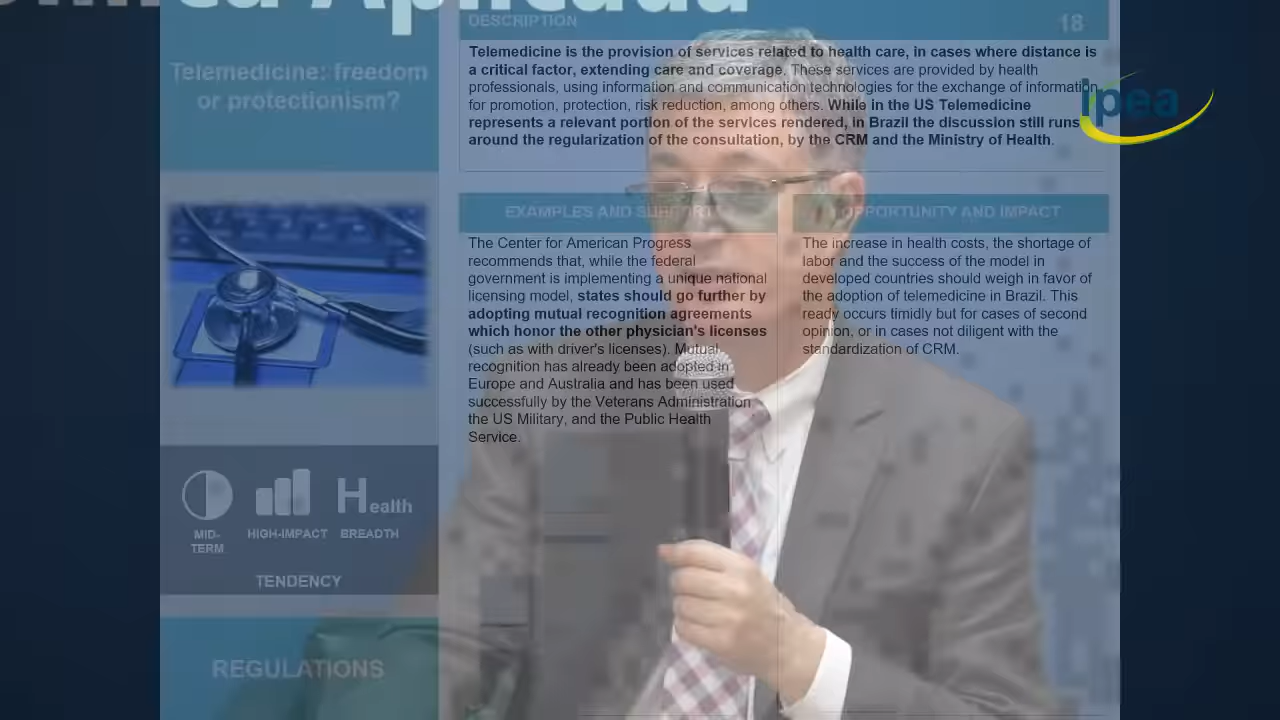 Aplicada
DESCRIPTION
18
Telemedicine: freedom
or protectionism?
Telemedicine is the provision of services related to health care, in cases where distance is
a critical factor, extending care and coverage. These services are provided by health
professionals, using information and communication technologies for the exchange of information,
for promotion, protection, risk reduction, among others. While in the US Telemedicine
represents a relevant portion of the services rendered, in Brazil the discussion still runs
around the regularization of the consultation, by the CRM and the Ministry of Health.
ipea
EXAMPLES AND SUPPORT
The Center for American Progress
recommends that, while the federal
government is implementing a unique national
licensing model, states should go further by
adopting mutual recognition agreements
which honor the other physician's licenses
(such as with driver's licenses). Mutual
recognition has already been adopted in
Europe and Australia and has been used
successfully by the Veterans Administration
the US Military, and the Public Health
Service.
OPPORTUNITY AND IMPACT
The increase in health costs, the shortage of
labor and the success of the model in
developed countries should weigh in favor of
the adoption of telemedicine in Brazil. This
ready occurs timidly but for cases of second
opinion, or in cases not diligent with the
standardization of CRM.
Health
MID-
TERM
HIGH-IMPACT
BREADTH
TENDENCY
REGULATIONS